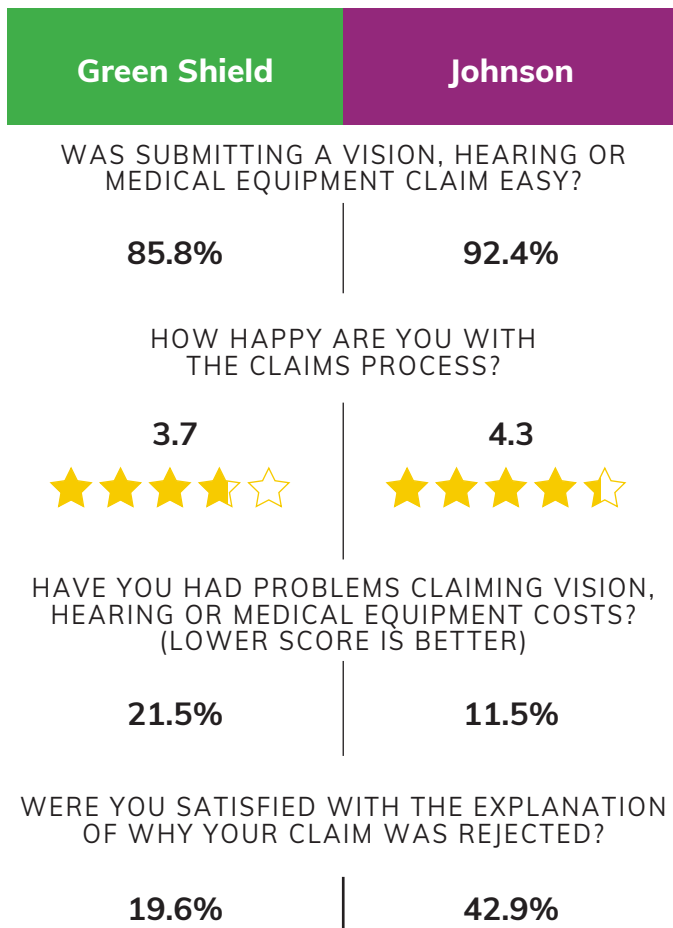 Green Shield Johnson
WAS SUBMITTING A VISION, HEARING OR
MEDICAL EQUIPMENT CLAIM EASY?
85.8% 92.4%
HOW HAPPY ARE YOU WITH
THE CLAIMS PROCESS?
3.7 4.3
HAVE YOU HAD PROBLEMS CLAIMING VISION,
HEARING OR MEDICAL EQUIPMENT COSTS?
(LOWER SCORE IS BETTER)
21.5% 11.5%
WERE YOU SATISFIED WITH THE EXPLANATION
OF WHY YOUR CLAIM WAS REJECTED?
19.6% 42.9%